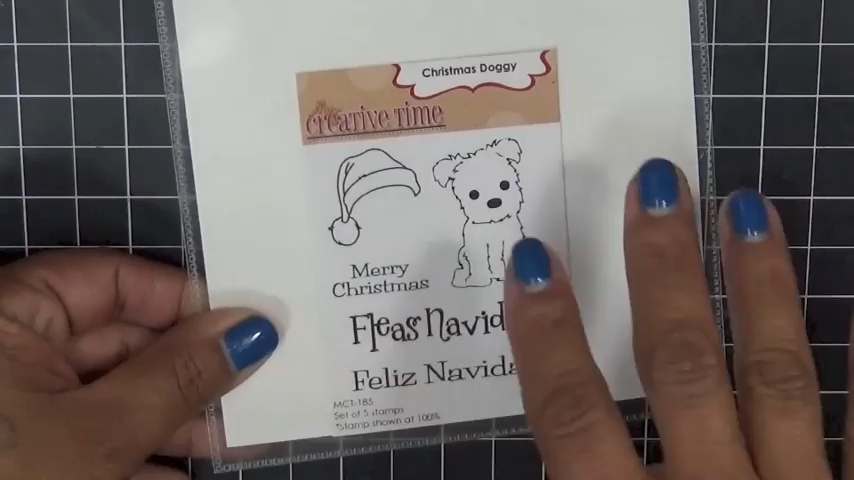 Christmas Doggy
My
creative time
Merry
Christmas
Fleas Navid
Feliz Navida
MCT-185
Set of 5 stamps
*Stamp shown at 100%